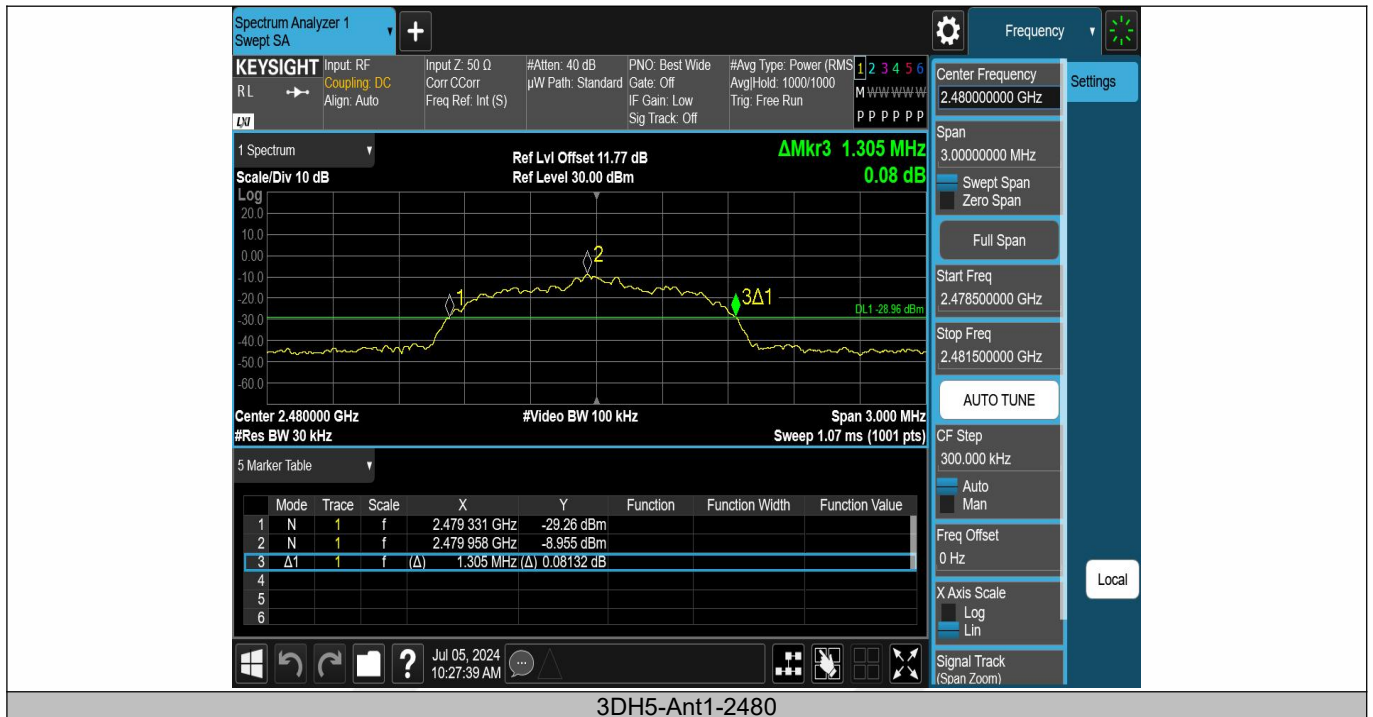 Spectrum Analyzer 1
Swept SA
+
Frequency
KEYSIGHT
RL
LXI
Input: RF
Coupling: DC
Align: Auto
Input Z: 50 Ω
Corr CCorr
Freq Ref: Int (S)
#Atten: 40 dB
µW Path: Standard
PNO: Best Wide
Gate: Off
IF Gain: Low
Sig Track: Off
#Avg Type: Power (RMS
Avg|Hold: 1000/1000
Trig: Free Run
1 2 3 4 5 6
M W W W W W
P P P P P P
1 Spectrum
Scale/Div 10 dB
Ref Lvl Offset 11.77 dB
Ref Level 30.00 dBm
ΔMkr3 1.305 MHz
0.08 dB
Log
20.0
10.0
0.00
-10.0
-20.0
-30.0
-40.0
-50.0
-60.0
1
2
3Δ1
DL1 -28.96 dBm
Center 2.480000 GHz
#Video BW 100 kHz
Span 3.000 MHz
#Res BW 30 kHz
Sweep 1.07 ms (1001 pts)
5 Marker Table
Mode Trace Scale X Y Function Function Width Function Value
1 N 1 f 2.479 331 GHz -29.26 dBm
2 N 1 f 2.479 958 GHz -8.955 dBm
3 Δ1 1 f (Δ) 1.305 MHz (Δ) 0.08132 dB
4
5
6
?
Jul 05, 2024
10:27:39 AM
Center Frequency
2.480000000 GHz
Settings
Span
3.00000000 MHz
Swept Span
Zero Span
Full Span
Start Freq
2.478500000 GHz
Stop Freq
2.481500000 GHz
AUTO TUNE
CF Step
300.000 kHz
Auto
Man
Freq Offset
0 Hz
Local
X Axis Scale
Log
Lin
Signal Track
(Span Zoom)
3DH5-Ant1-2480